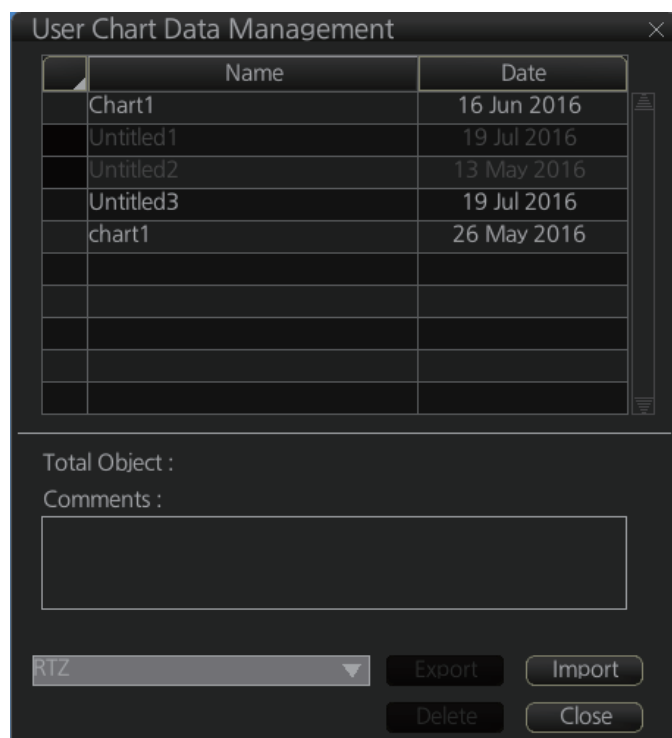 User Chart Data Management
Name Date
Chart1 16 Jun 2016
Untitled1 19 Jul 2016
Untitled2 13 May 2016
Untitled3 19 Jul 2016
chart1 26 May 2016
Total Object :
Comments :
RTZ Export Import
Delete Close